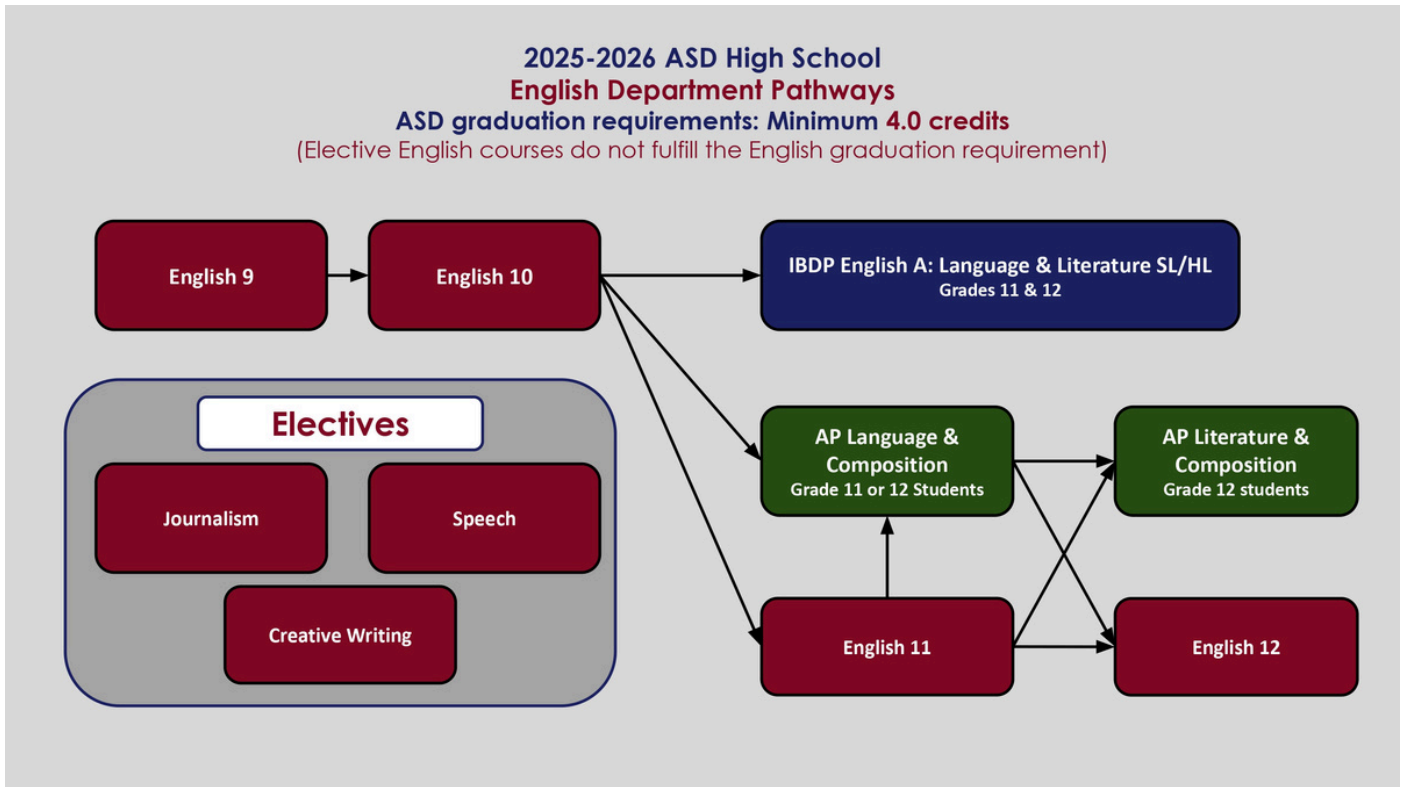 2025-2026 ASD High School
English Department Pathways
ASD graduation requirements: Minimum 4.0 credits
(Elective English courses do not fulfill the English graduation requirement)
English 9
English 10
IBDP English A: Language & Literature SL/HL
Grades 11 & 12
Electives
Journalism
Speech
Creative Writing
AP Language &
Composition
Grade 11 or 12 Students
AP Literature &
Composition
Grade 12 students
English 11
English 12